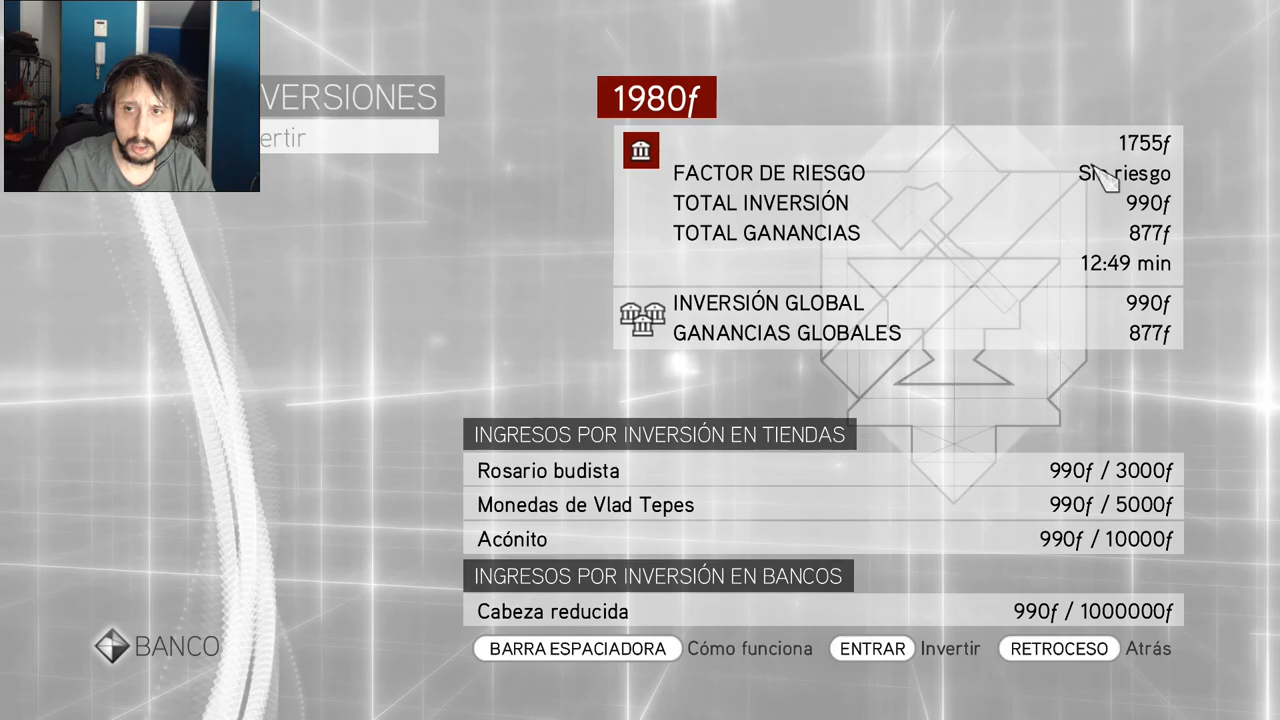 VERSIONES
ertir
1980ƒ
1755ƒ
FACTOR DE RIESGO riesgo
TOTAL INVERSIÓN 990ƒ
TOTAL GANANCIAS 877ƒ
12:49 min
INVERSIÓN GLOBAL 990ƒ
GANANCIAS GLOBALES 877ƒ
INGRESOS POR INVERSIÓN EN TIENDAS
Rosario budista 990ƒ / 3000ƒ
Monedas de Vlad Tepes 990ƒ / 5000ƒ
Acónito 990ƒ / 10000ƒ
INGRESOS POR INVERSIÓN EN BANCOS
Cabeza reducida 990ƒ / 1000000ƒ
BANCO
BARRA ESPACIADORA Cómo funciona ENTRAR Invertir RETROCESO Atrás